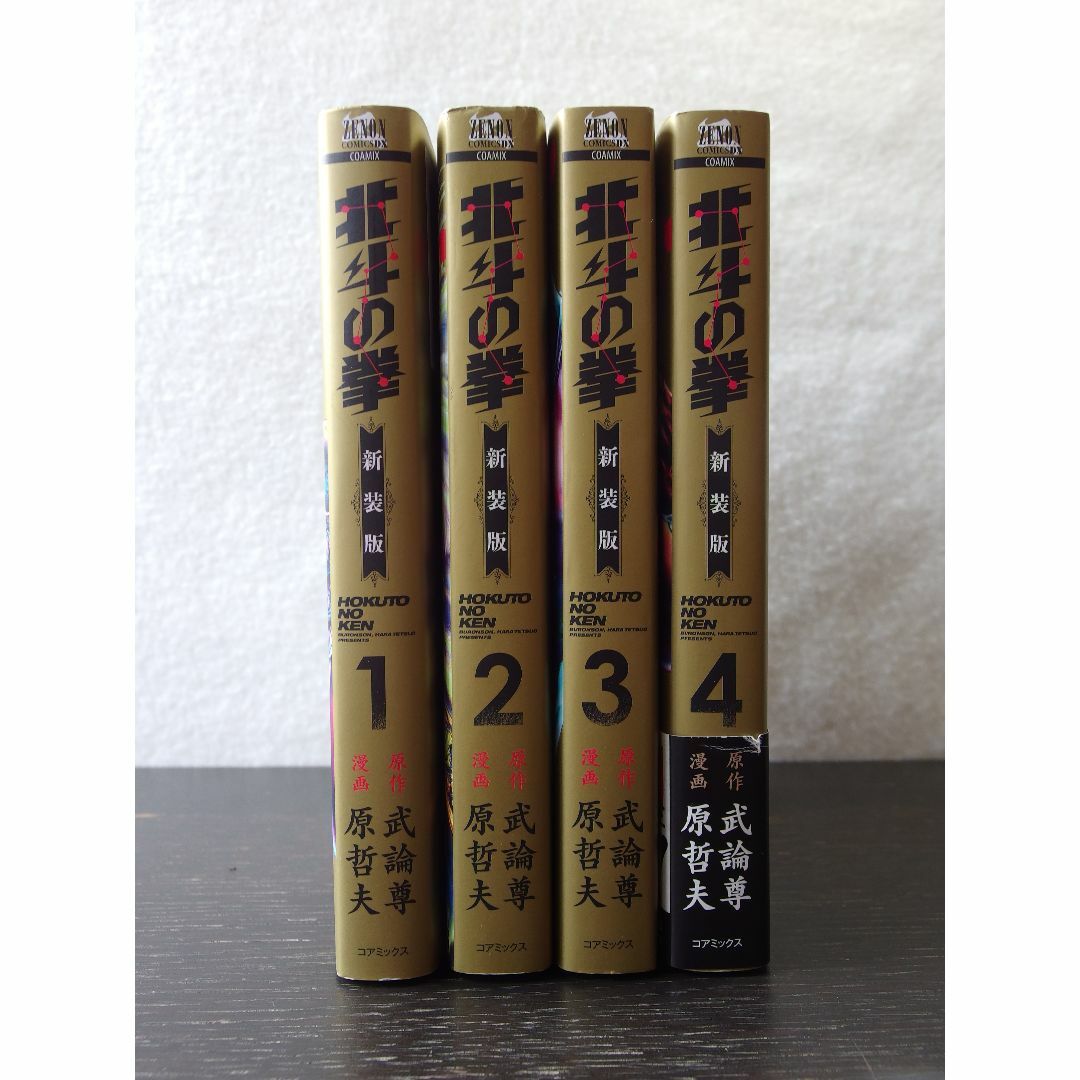 ZENON
COMICS DX
COAMIX
北斗の拳
新装版
HOKUTO
NO
KEN
BURONSON, HARA TETSUO
PRESENTS
1
原作
武論尊
漫画
原哲夫
コアミックス
ZENON
COMICS DX
COAMIX
北斗の拳
新装版
HOKUTO
NO
KEN
BURONSON, HARA TETSUO
PRESENTS
2
原作
武論尊
漫画
原哲夫
コアミックス
ZENON
COMICS DX
COAMIX
北斗の拳
新装版
HOKUTO
NO
KEN
BURONSON, HARA TETSUO
PRESENTS
3
原作
武論尊
漫画
原哲夫
コアミックス
ZENON
COMICS DX
COAMIX
北斗の拳
新装版
HOKUTO
NO
KEN
BURONSON, HARA TETSUO
PRESENTS
4
原作
武論尊
漫画
原哲夫
コアミックス